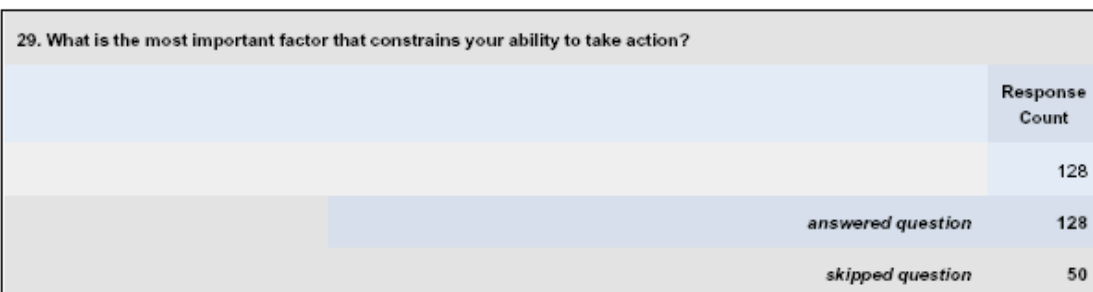 29. What is the most important factor that constrains your ability to take action?
Response
Count
128
answered question 128
skipped question 50